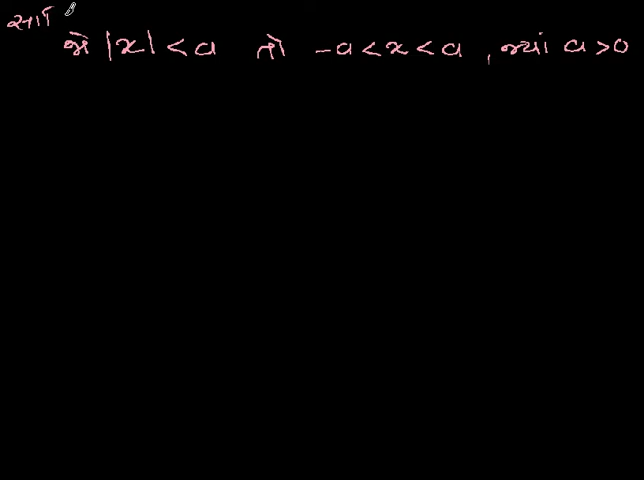 જો |x| < a તો -a < x < a , જ્યાં a > 0